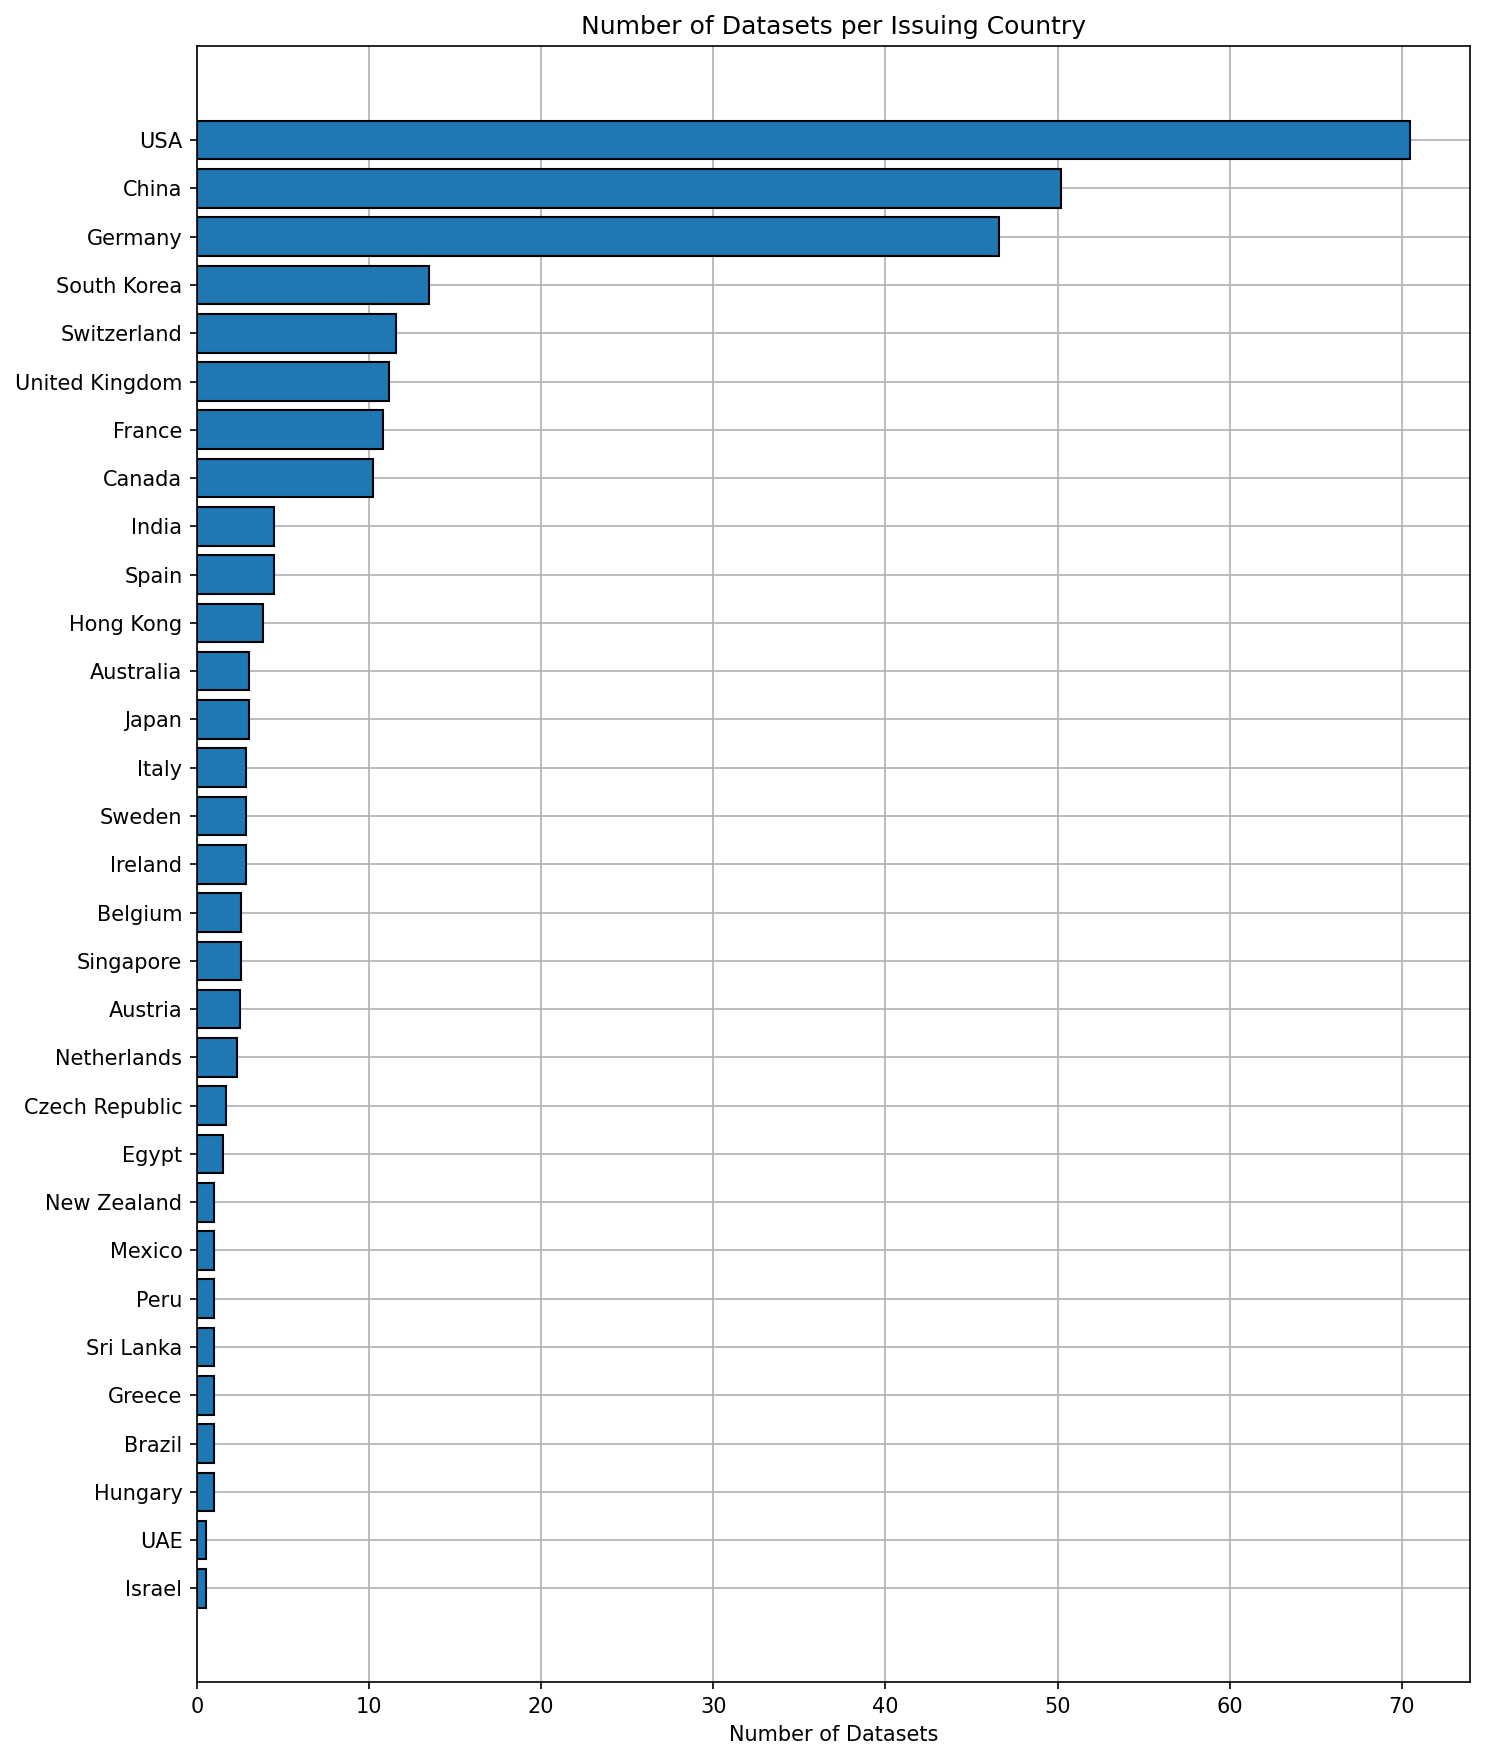 Number of Datasets per Issuing Country
USA
China
Germany
South Korea
Switzerland
United Kingdom
France
Canada
India
Spain
Hong Kong
Australia
Japan
Italy
Sweden
Ireland
Belgium
Singapore
Austria
Netherlands
Czech Republic
Egypt
New Zealand
Mexico
Peru
Sri Lanka
Greece
Brazil
Hungary
UAE
Israel
0 10 20 30 40 50 60 70
Number of Datasets